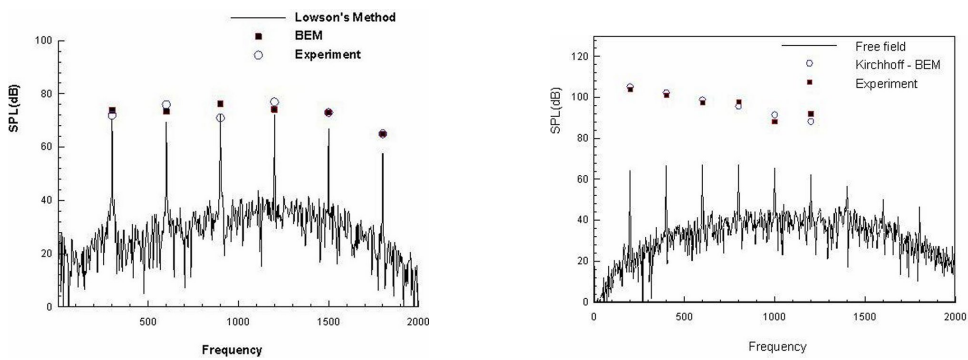 Lowson's Method
BEM
Experiment
100
80
60
40
20
0
SPL(dB)
500
1000
1500
2000
Frequency
Free field
Kirchhoff - BEM
Experiment
120
100
80
60
40
20
0
SPL(dB)
0
500
1000
1500
2000
Frequency